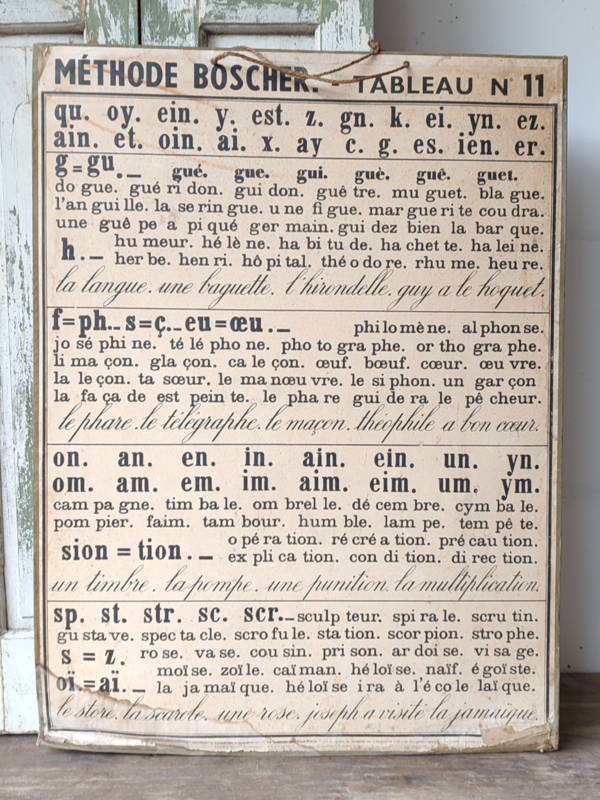 MÉTHODE BOSCHER. - TABLEAU N° 11
qu. oy. ein. y. est. z. gn. k. ei. yn. ez.
ain. et. oin. ai. x. ay c. g. es. ien. er.
g=gu._ gué. gue. gui. guè. guê. guet.
do gue. gué ri don. gui don. guê tre. mu guet. bla gue.
l'an gui lle. la se rin gue. u ne fi gue. mar gue ri te cou dra.
une guê pe a pi qué ger main. gui dez bien la bar que.
h._ hu meur. hé lè ne. ha bi tu de. ha chet te. ha lei ne.
her be. hen ri. hô pi tal. thé o do re. rhu me. heu re.
la langue. une baguette. l'hirondelle. guy a le hoquet.
f=ph._ s=ç._ eu=œu._ phi lo mè ne. al phon se.
jo sé phi ne. té lé pho ne. pho to gra phe. or tho gra phe.
li ma çon. gla çon. ca le çon. œuf. bœuf. cœur. œu vre.
la le çon. ta sœur. le ma nœu vre. le si phon. un gar çon
la fa ça de est pein te. le pha re gui de ra le pê cheur.
le phare. le télégraphe. le maçon. théophile a bon cœur.
on. an. en. in. ain. ein. un. yn.
om. am. em. im. aim. eim. um. ym.
cam pa gne. tim ba le. om brel le. dé cem bre. cym ba le.
pom pier. faim. tam bour. hum ble. lam pe. tem pê te.
sion = tion._ o pé ra tion. ré cré a tion. pré cau tion.
ex pli ca tion. con di tion. di rec tion.
un timbre. la pompe. une punition. la multiplication.
sp. st. str. sc. scr._ sculp teur. spi ra le. scru tin.
gu sta ve. spec ta cle. scro fu le. sta tion. scor pion. stro phe.
s = z. ro se. va se. cou sin. pri son. ar doi se. vi sa ge.
moï se. zoï le. caï man. hé loï se. naïf. é goï ste.
oï.=aï._ la ja maï que. hé loï se i ra à l'é co le laï que.
le store. la scarole. une rose. joseph a visité la jamaïque.